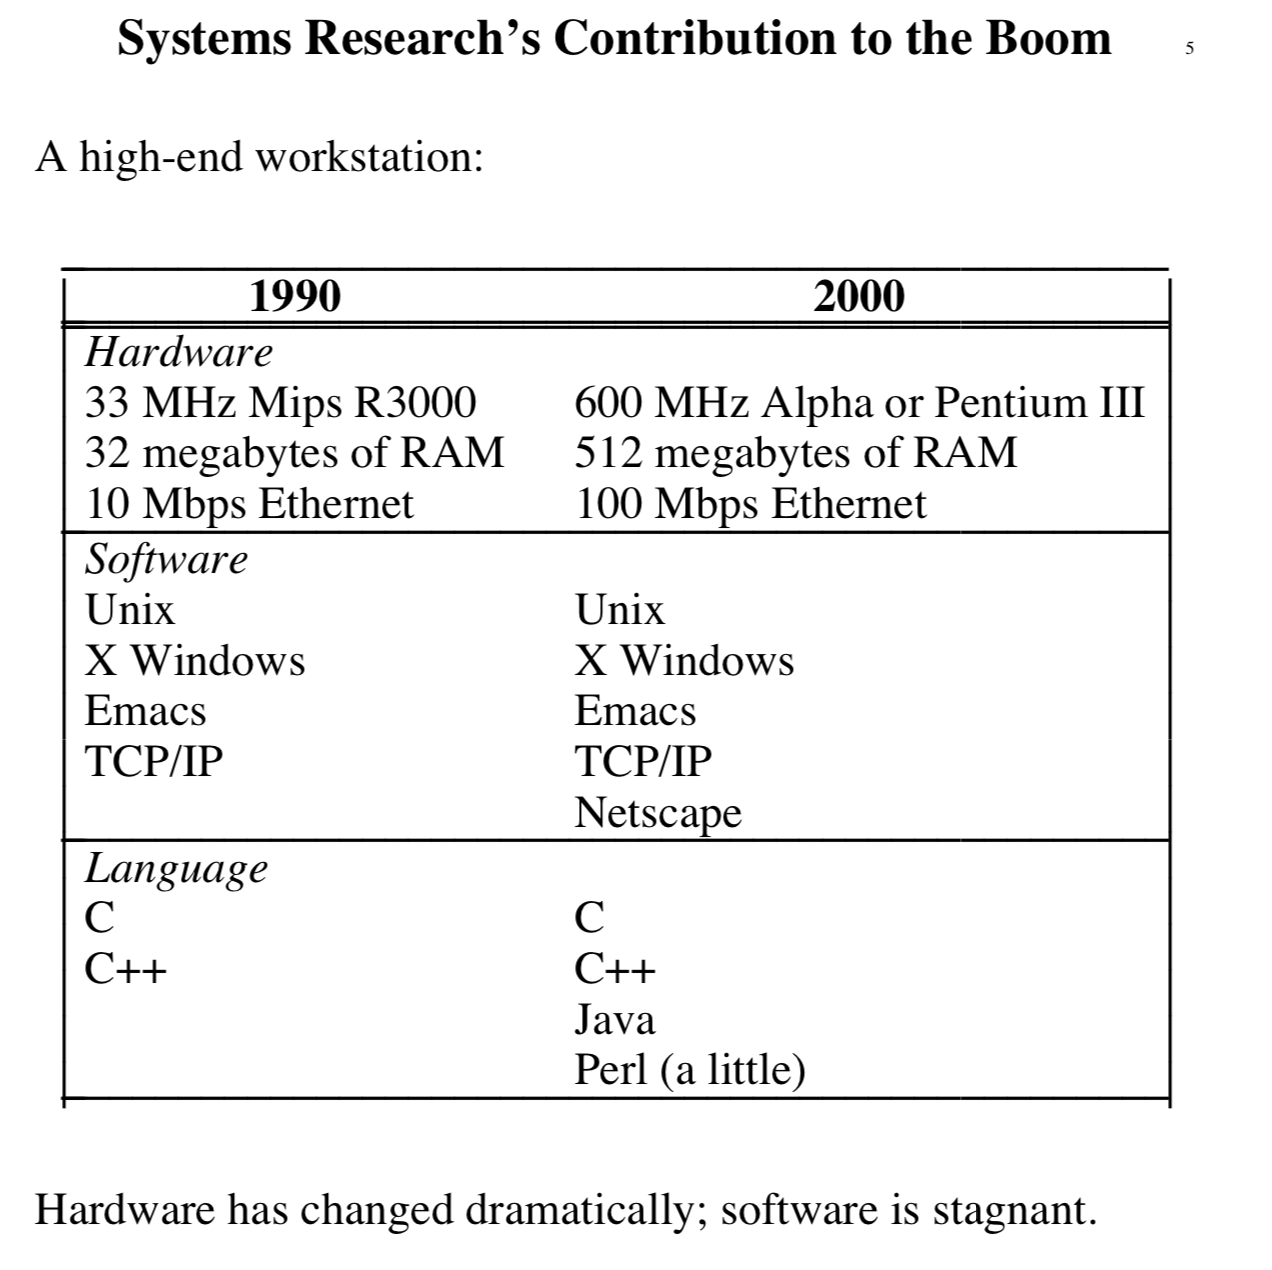 Systems Research’s Contribution to the Boom 5
A high-end workstation:
1990 2000
Hardware
33 MHz Mips R3000 600 MHz Alpha or Pentium III
32 megabytes of RAM 512 megabytes of RAM
10 Mbps Ethernet 100 Mbps Ethernet
Software
Unix Unix
X Windows X Windows
Emacs Emacs
TCP/IP TCP/IP
Netscape
Language
C C
C++ C++
Java
Perl (a little)
Hardware has changed dramatically; software is stagnant.